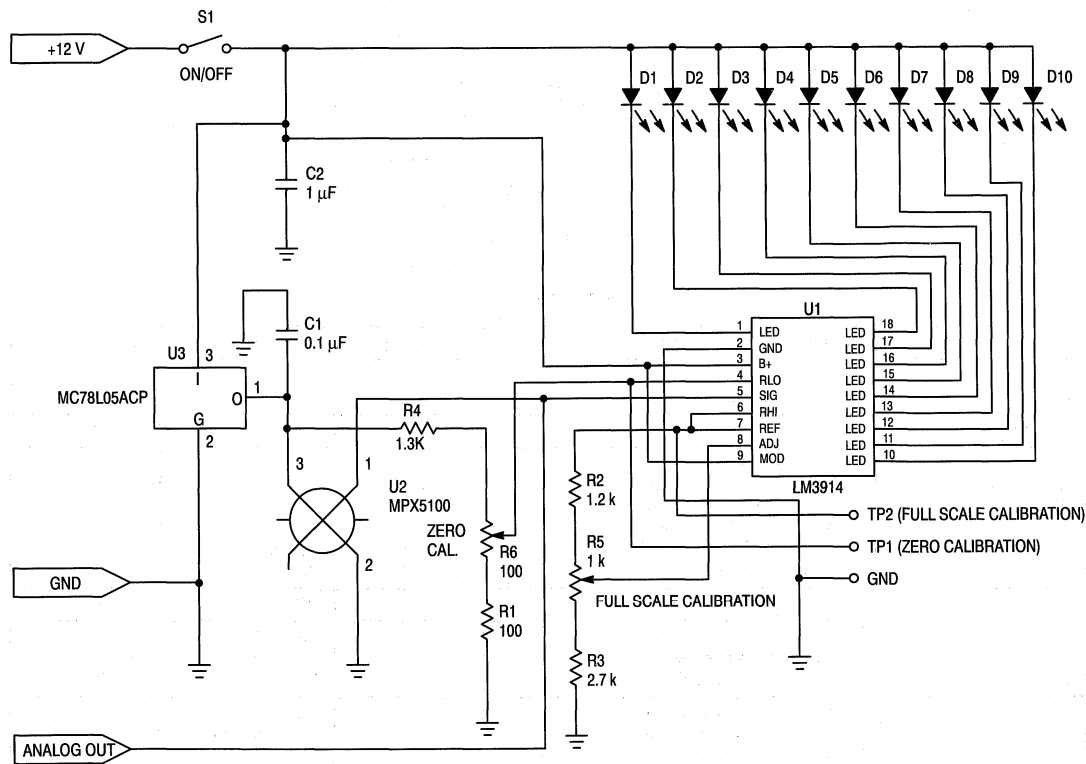 S1
+12 V
ON/OFF
D1 D2 D3 D4 D5 D6 D7 D8 D9 D10
C2
1 µF
C1
0.1 µF
U3
3
I
MC78L05ACP
O
1
G
2
R4
1.3K
3
1
U2
MPX5100
2
ZERO
CAL.
R6
100
R1
100
U1
1 LED LED 18
2 GND LED 17
3 B+ LED 16
4 RLO LED 15
5 SIG LED 14
6 RHI LED 13
7 REF LED 12
8 ADJ LED 11
9 MOD LED 10
LM3914
R2
1.2 k
R5
1 k
FULL SCALE CALIBRATION
R3
2.7 k
TP2 (FULL SCALE CALIBRATION)
TP1 (ZERO CALIBRATION)
GND
GND
ANALOG OUT